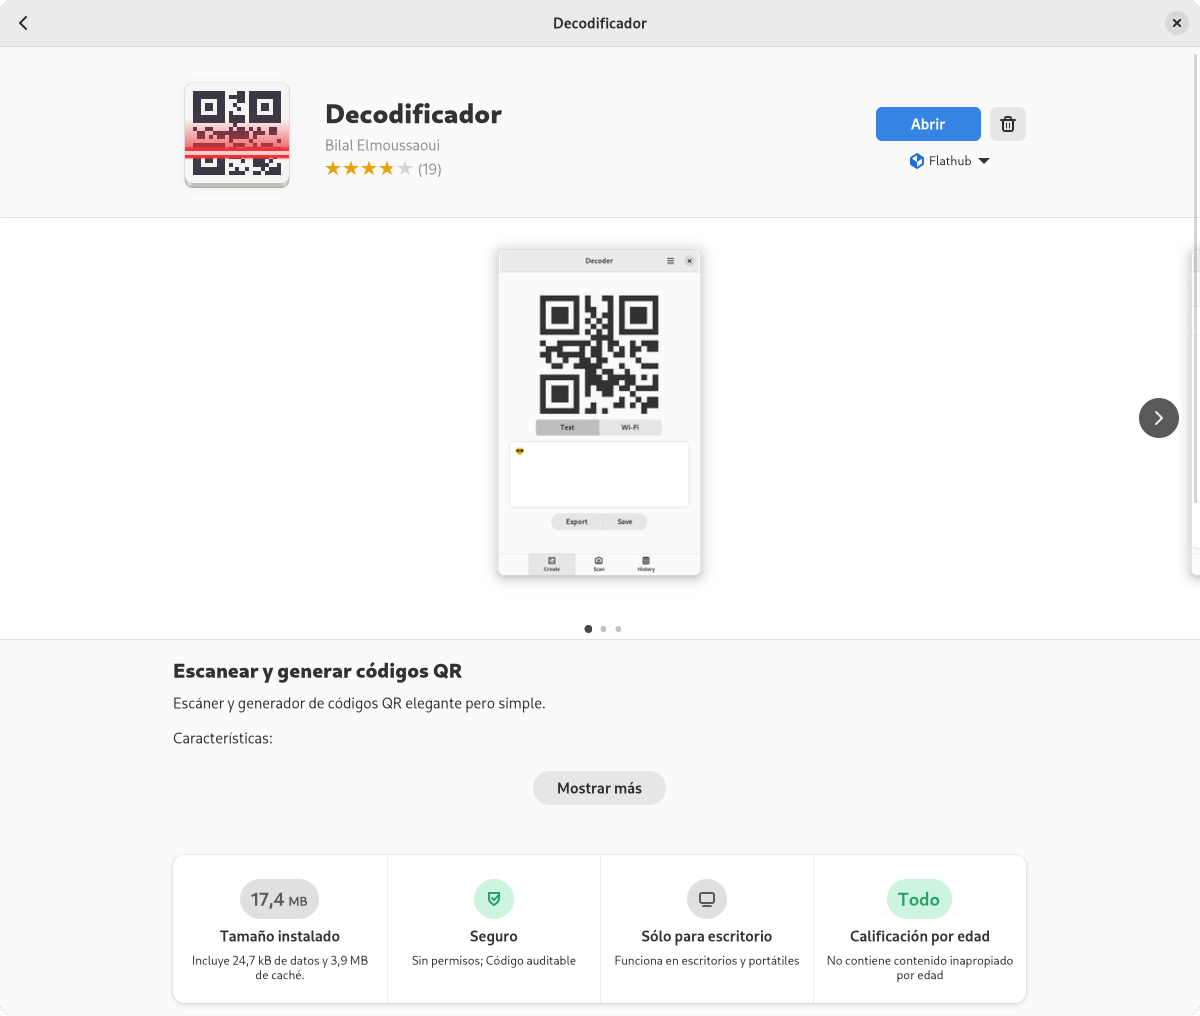 Decodificador
Decodificador
Bilal Elmoussaoui
(19)
Abrir
Flathub
Decoder
Text
Wi-Fi
Export
Save
Create
Scan
History
Escanear y generar códigos QR
Escáner y generador de códigos QR elegante pero simple.
Características:
Mostrar más
17,4 MB
Tamaño instalado
Incluye 24,7 kB de datos y 3,9 MB
de caché.
Seguro
Sin permisos; Código auditable
Sólo para escritorio
Funciona en escritorios y portátiles
Todo
Calificación por edad
No contiene contenido inapropiado
por edad